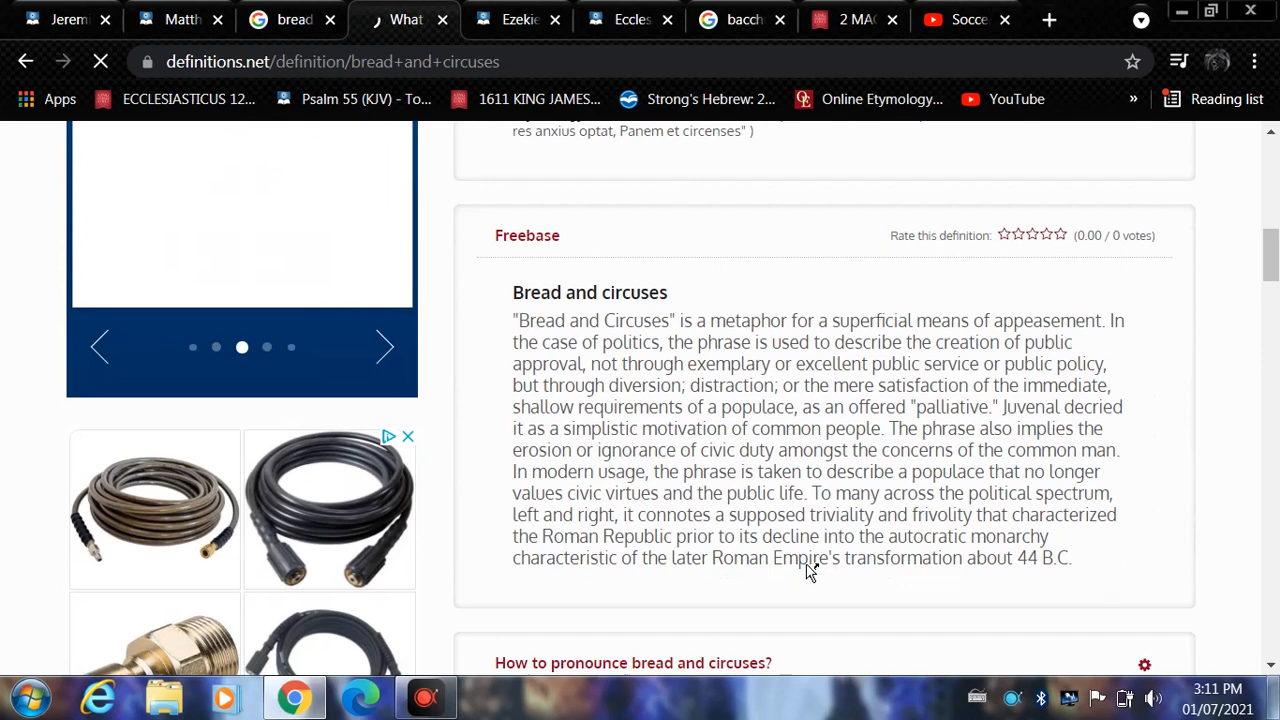 Jeremi
Matth
bread
What
Ezekie
Eccles
bacch
2 MAC
Socce
definitions.net/definition/bread+and+circuses
Apps
ECCLESIASTICUS 12...
Psalm 55 (KJV) - To...
1611 KING JAMES...
Strong's Hebrew: 2...
Online Etymology...
YouTube
»
Reading list
res anxius optat, Panem et circenses" )
Freebase
Rate this definition:
(0.00 / 0 votes)
Bread and circuses
"Bread and Circuses" is a metaphor for a superficial means of appeasement. In
the case of politics, the phrase is used to describe the creation of public
approval, not through exemplary or excellent public service or public policy,
but through diversion; distraction; or the mere satisfaction of the immediate,
shallow requirements of a populace, as an offered "palliative." Juvenal decried
it as a simplistic motivation of common people. The phrase also implies the
erosion or ignorance of civic duty amongst the concerns of the common man.
In modern usage, the phrase is taken to describe a populace that no longer
values civic virtues and the public life. To many across the political spectrum,
left and right, it connotes a supposed triviality and frivolity that characterized
the Roman Republic prior to its decline into the autocratic monarchy
characteristic of the later Roman Empire's transformation about 44 B.C.
How to pronounce bread and circuses?
3:11 PM
01/07/2021